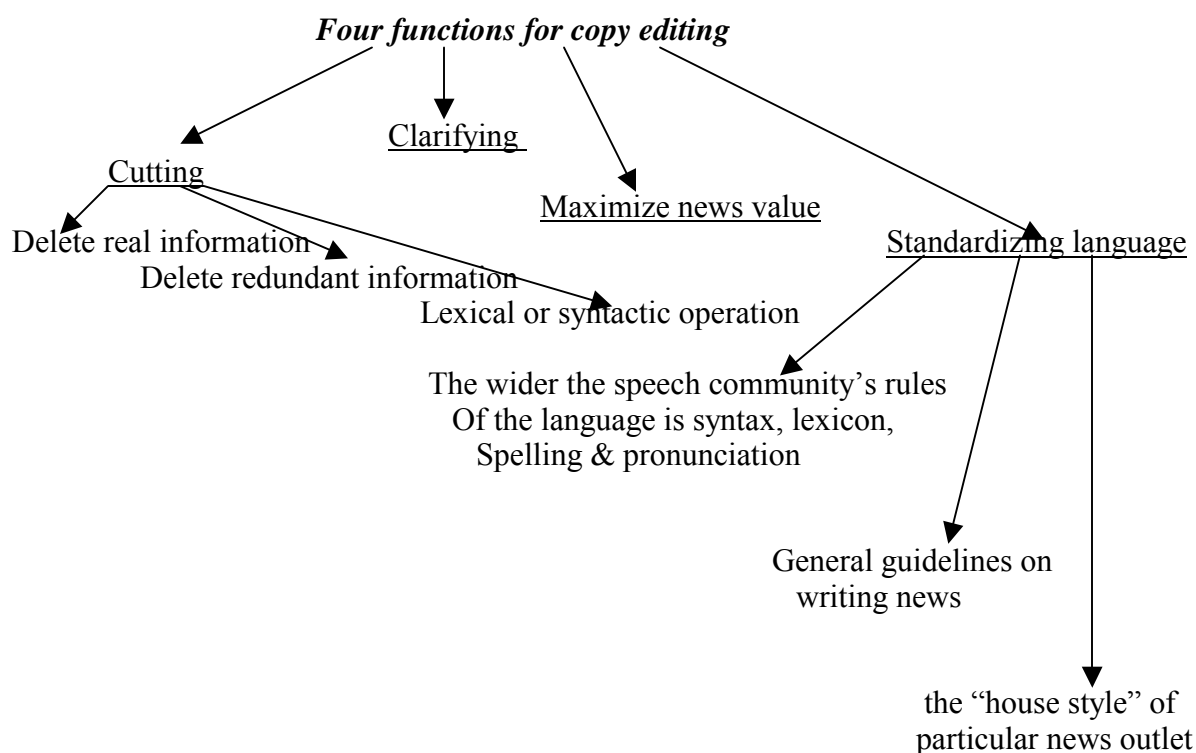 Four functions for copy editing
Clarifying
Cutting
Maximize news value
Standardizing language
Delete real information
Delete redundant information
Lexical or syntactic operation
The wider the speech community’s rules
Of the language is syntax, lexicon,
Spelling & pronunciation
General guidelines on
writing news
the “house style” of
particular news outlet